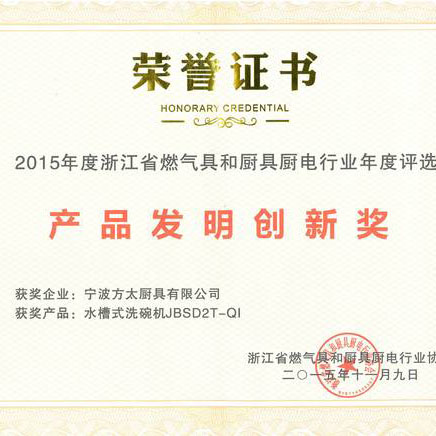 荣誉证书
HONORARY CREDENTIAL
2015年度浙江省燃气具和厨具厨电行业年度评选
产品发明创新奖
获奖企业：宁波方太厨具有限公司
获奖产品：水槽式洗碗机JBSD2T-QI
浙江省燃气具和厨具厨电行业协
二〇一五年十一月九日